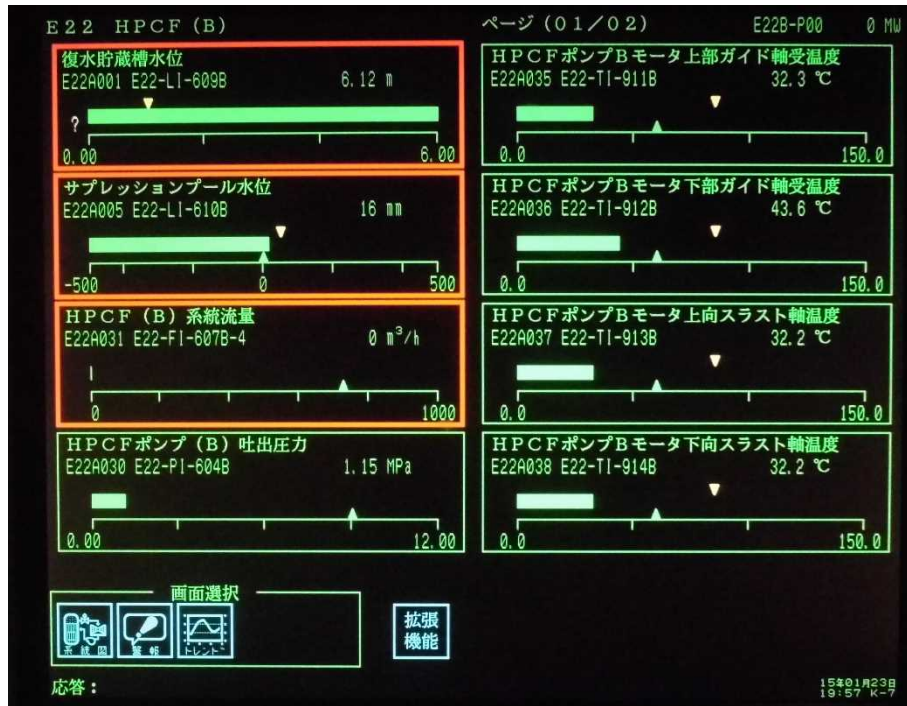 E22 HPCF(B)
ページ(01/02)
E22B-P00 0 MW
復水貯蔵槽水位
E22A001 E22-LI-609B 6.12 m
?
0.00 6.00
サプレッションプール水位
E22A005 E22-LI-610B 16 mm
-500 0 500
HPCF(B)系統流量
E22A031 E22-FI-607B-4 0 m³/h
0 1000
HPCFポンプ(B)吐出圧力
E22A030 E22-PI-604B 1.15 MPa
0.00 12.00
HPCFポンプBモータ上部ガイド軸受温度
E22A035 E22-TI-911B 32.3 ℃
0.0 150.0
HPCFポンプBモータ下部ガイド軸受温度
E22A036 E22-TI-912B 43.6 ℃
0.0 150.0
HPCFポンプBモータ上向スラスト軸温度
E22A037 E22-TI-913B 32.2 ℃
0.0 150.0
HPCFポンプBモータ下向スラスト軸温度
E22A038 E22-TI-914B 32.2 ℃
0.0 150.0
画面選択
系統図 警報 トレンド
拡張
機能
応答:
15年01月23日
19:57 K-7